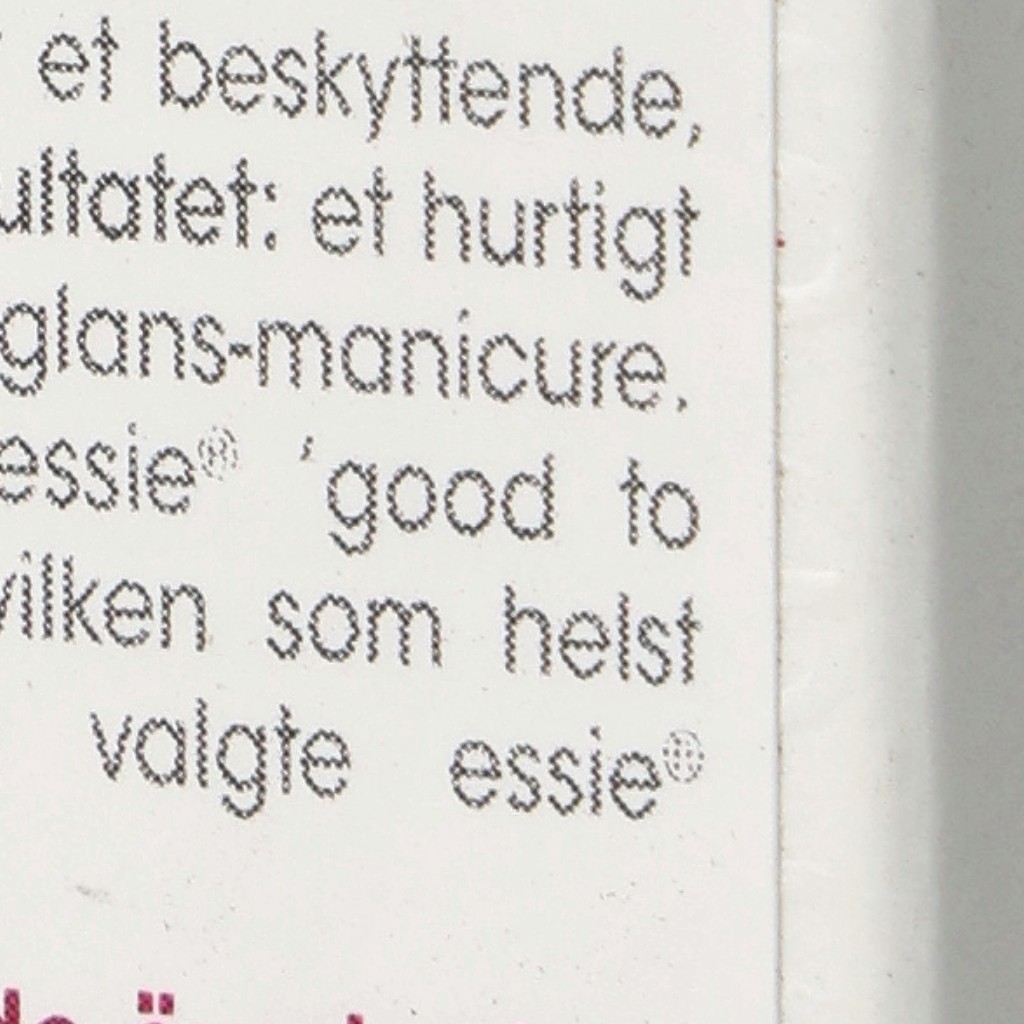 et beskyttende,
ultatet: et hurtigt
glans-manicure.
essie® ‘good to
vilken som helst
valgte essie®